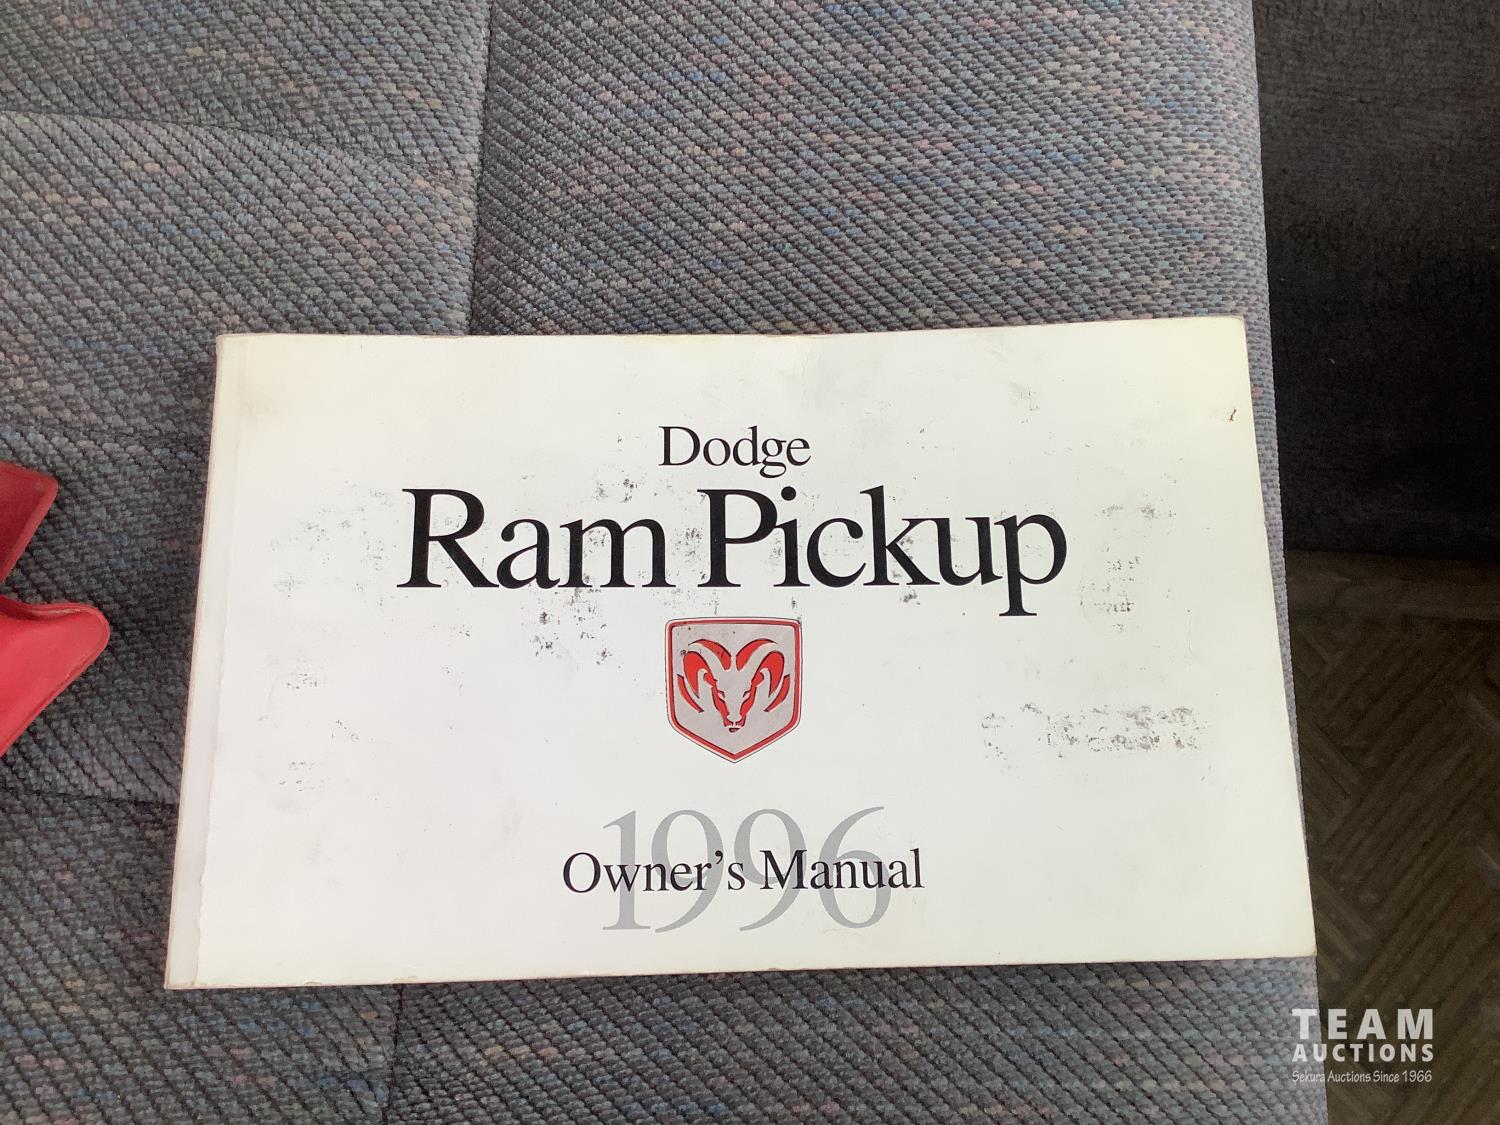 Dodge
Ram Pickup
1996
Owner's Manual
TEAM
AUCTIONS
Sekura Auctions Since 1966